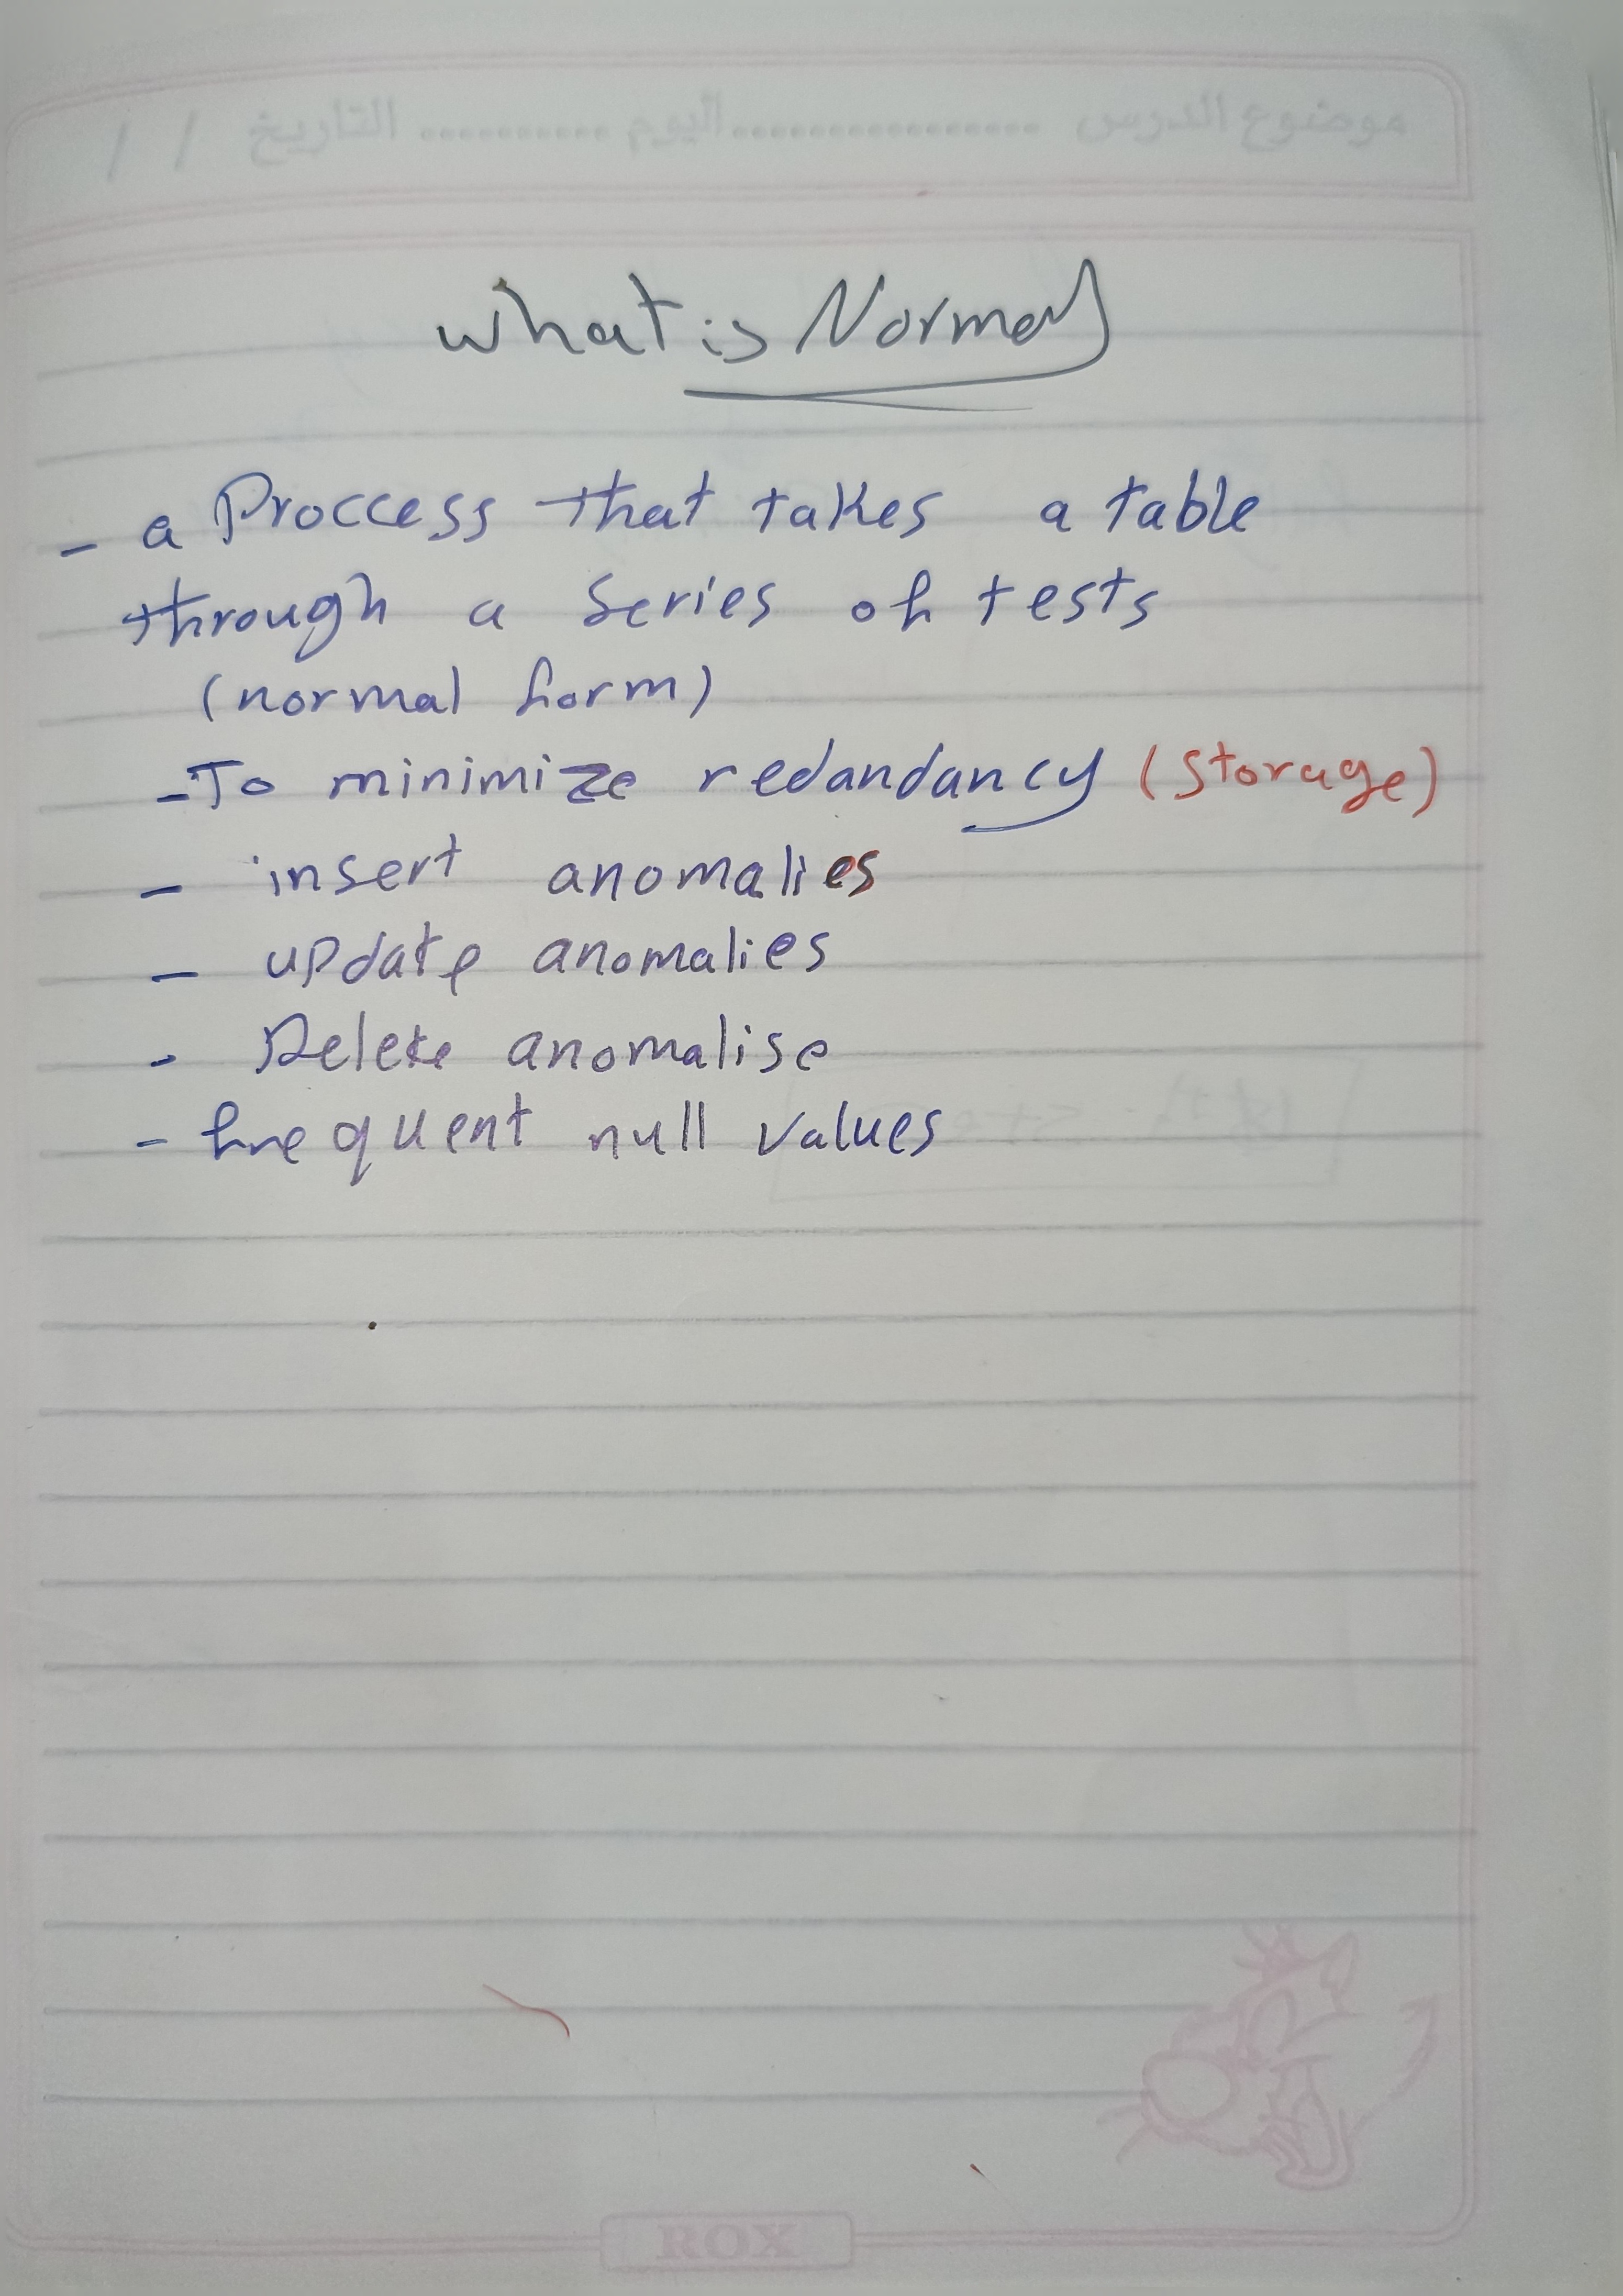 موضوع الدرس ................ اليوم .......... التاريخ / /
what is Normal
- a Proccess that takes a table
through a Series of tests
(normal form)
- To minimize redandancy (Storage)
- insert anomalies
- update anomalies
- Delete anomalise
- frequent null values
ROX